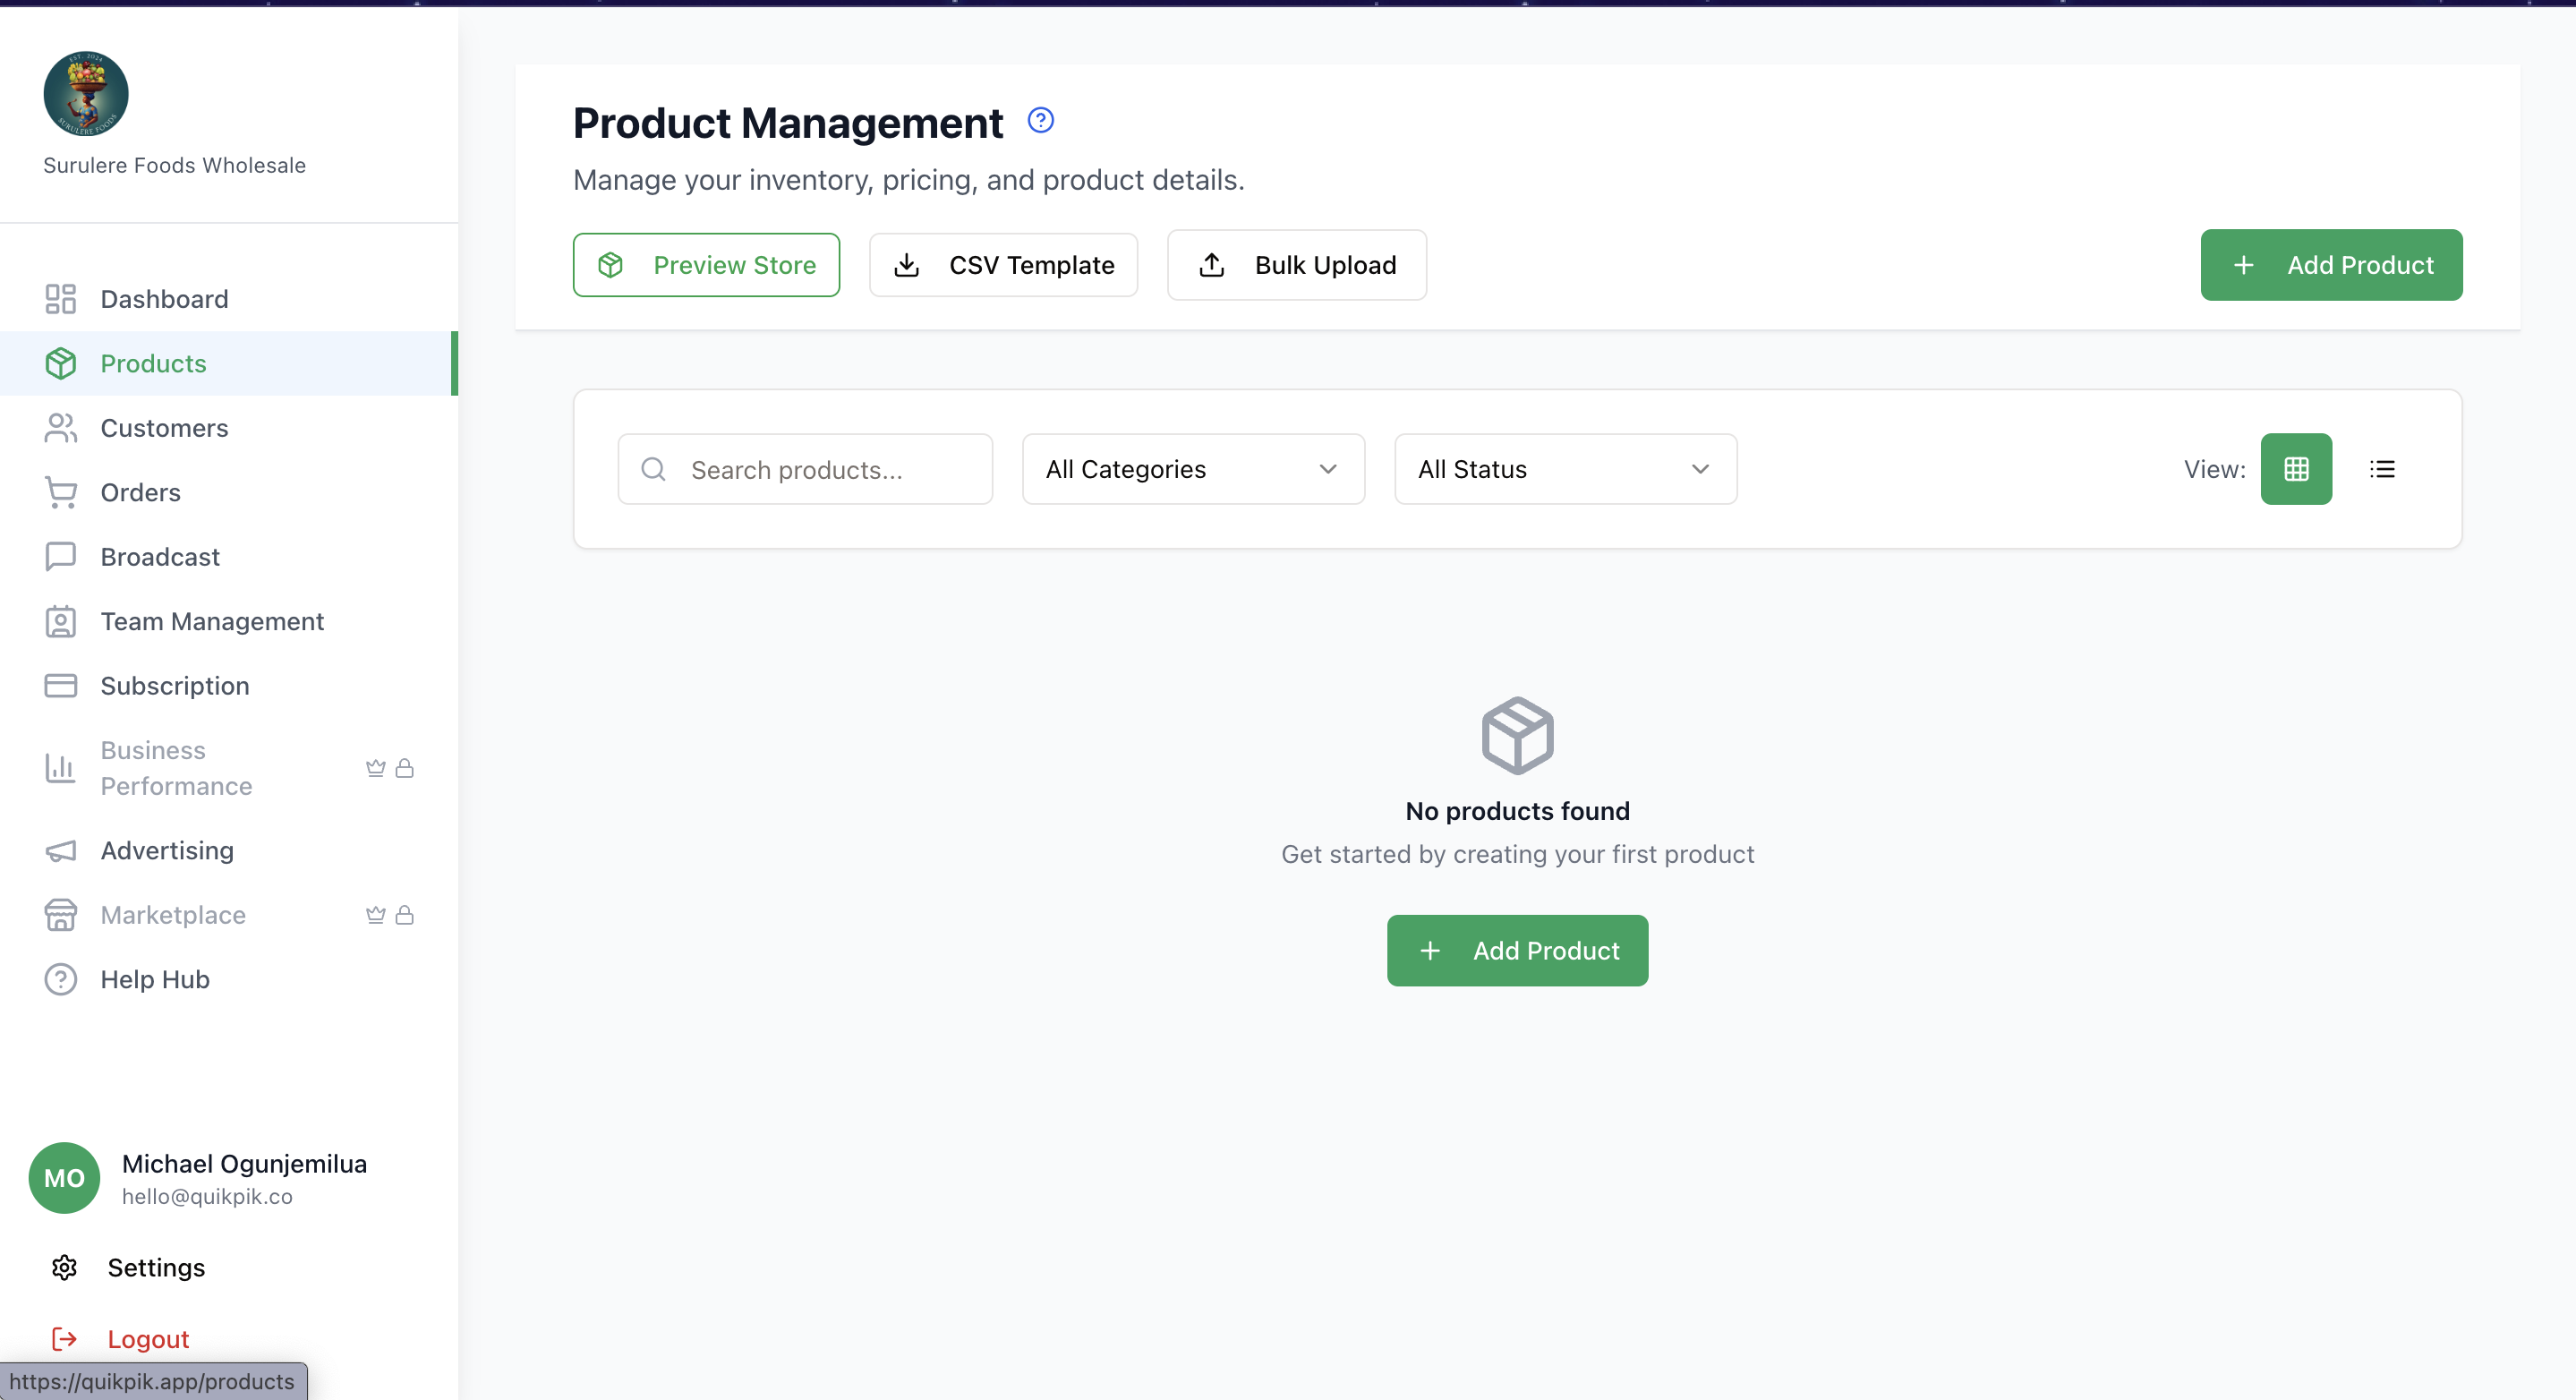 EST. 2024
SURULERE FOODS
Surulere Foods Wholesale
Dashboard
Products
Customers
Orders
Broadcast
Team Management
Subscription
Business
Performance
Advertising
Marketplace
Help Hub
MO
Michael Ogunjemilua
hello@quikpik.co
Settings
Logout
https://quikpik.app/products
Product Management
Manage your inventory, pricing, and product details.
Preview Store
CSV Template
Bulk Upload
Add Product
Search products...
All Categories
All Status
View:
No products found
Get started by creating your first product
Add Product